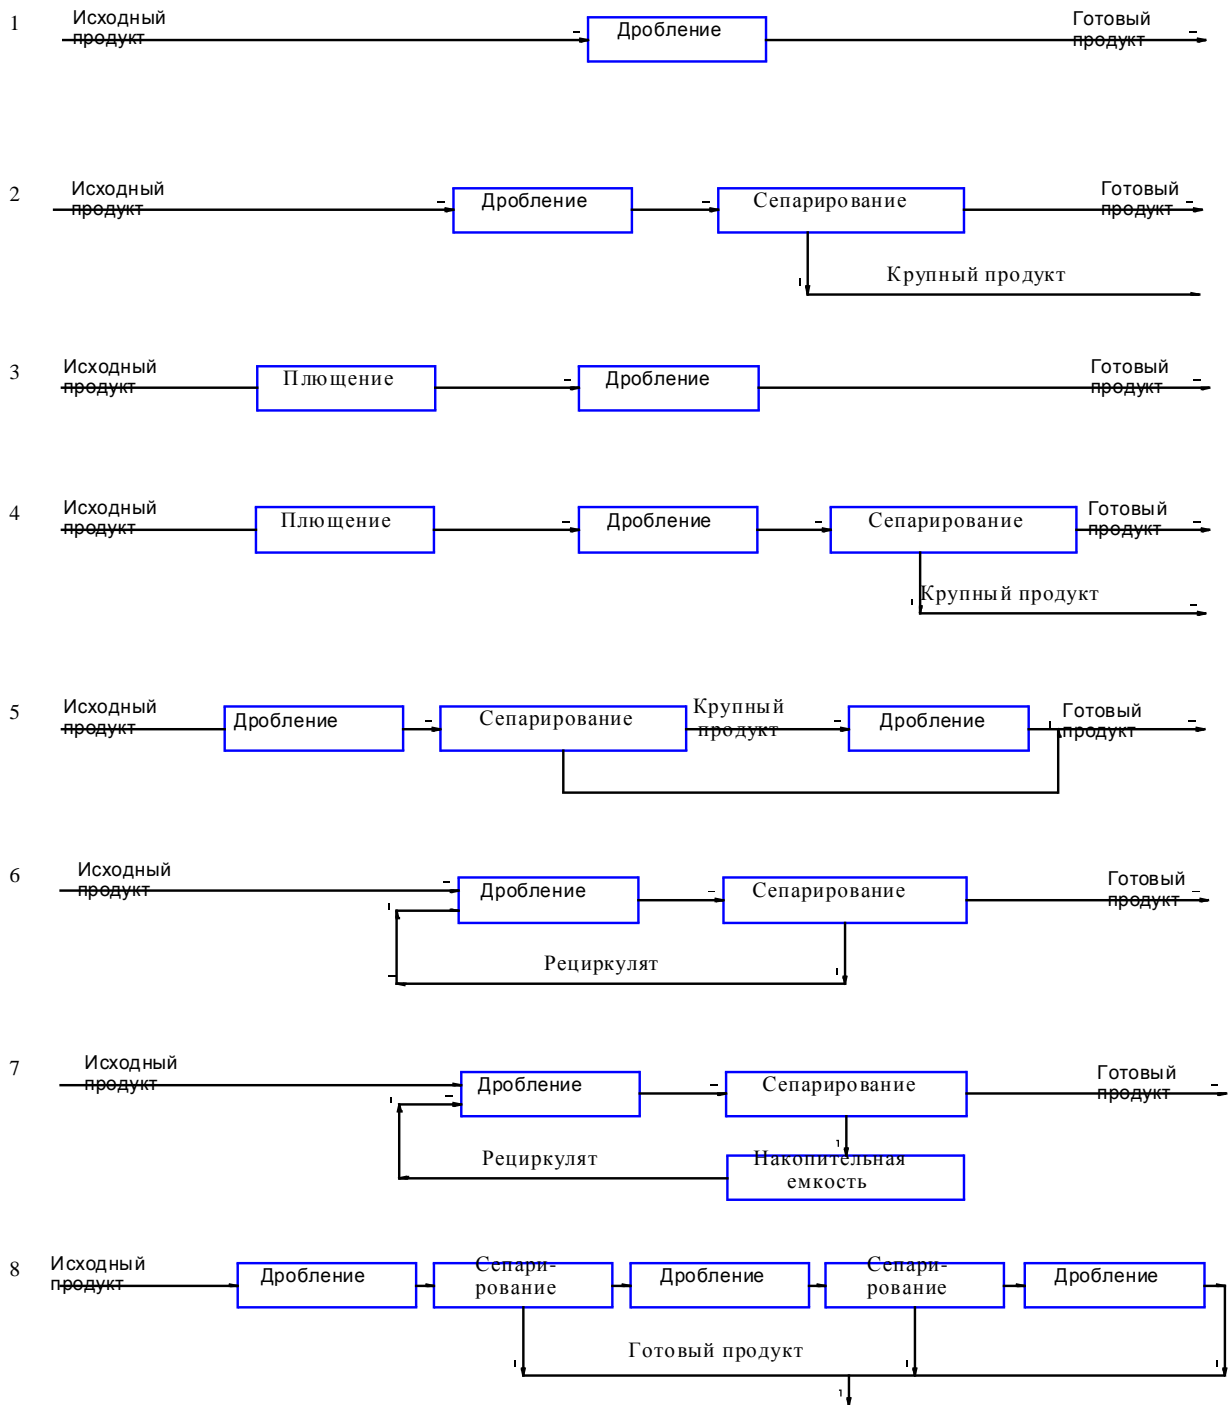 1
Исходный
продукт
Дробление
Готовый
продукт
2
Исходный
продукт
Дробление
Сепарирование
Готовый
продукт
Крупный продукт
3
Исходный
продукт
Плющение
Дробление
Готовый
продукт
4
Исходный
продукт
Плющение
Дробление
Сепарирование
Готовый
продукт
Крупный продукт
5
Исходный
продукт
Дробление
Сепарирование
Крупный
продукт
Дробление
Готовый
продукт
6
Исходный
продукт
Дробление
Сепарирование
Готовый
продукт
Рециркулят
7
Исходный
продукт
Дробление
Сепарирование
Готовый
продукт
Рециркулят
Накопительная
емкость
8
Исходный
продукт
Дробление
Сепари-
рование
Дробление
Сепари-
рование
Дробление
Готовый продукт